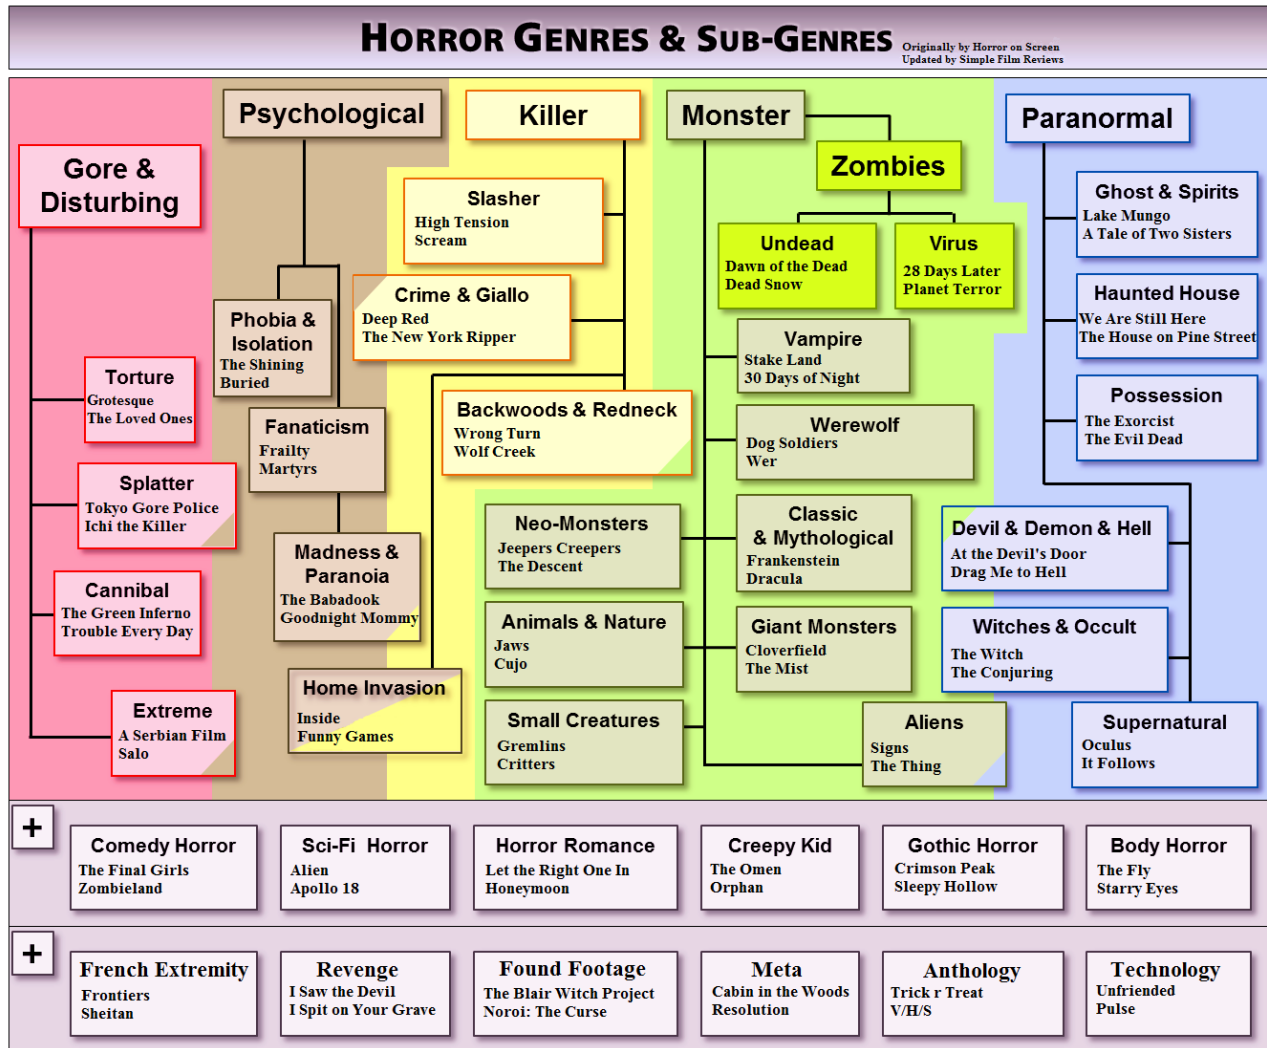 HORROR GENRES & SUB-GENRES
Originally by Horror on Screen
Updated by Simple Film Reviews
Gore &
Disturbing
Torture
Grotesque
The Loved Ones
Splatter
Tokyo Gore Police
Ichi the Killer
Cannibal
The Green Inferno
Trouble Every Day
Extreme
A Serbian Film
Salo
Psychological
Phobia &
Isolation
The Shining
Buried
Fanaticism
Frailty
Martyrs
Madness &
Paranoia
The Babadook
Goodnight Mommy
Home Invasion
Inside
Funny Games
Killer
Slasher
High Tension
Scream
Crime & Giallo
Deep Red
The New York Ripper
Backwoods & Redneck
Wrong Turn
Wolf Creek
Monster
Zombies
Undead
Dawn of the Dead
Dead Snow
Virus
28 Days Later
Planet Terror
Vampire
Stake Land
30 Days of Night
Werewolf
Dog Soldiers
Wer
Neo-Monsters
Jeepers Creepers
The Descent
Classic
& Mythological
Frankenstein
Dracula
Animals & Nature
Jaws
Cujo
Giant Monsters
Cloverfield
The Mist
Small Creatures
Gremlins
Critters
Aliens
Signs
The Thing
Paranormal
Ghost & Spirits
Lake Mungo
A Tale of Two Sisters
Haunted House
We Are Still Here
The House on Pine Street
Possession
The Exorcist
The Evil Dead
Devil & Demon & Hell
At the Devil's Door
Drag Me to Hell
Witches & Occult
The Witch
The Conjuring
Supernatural
Oculus
It Follows
+
Comedy Horror
The Final Girls
Zombieland
Sci-Fi Horror
Alien
Apollo 18
Horror Romance
Let the Right One In
Honeymoon
Creepy Kid
The Omen
Orphan
Gothic Horror
Crimson Peak
Sleepy Hollow
Body Horror
The Fly
Starry Eyes
+
French Extremity
Frontiers
Sheitan
Revenge
I Saw the Devil
I Spit on Your Grave
Found Footage
The Blair Witch Project
Noroi: The Curse
Meta
Cabin in the Woods
Resolution
Anthology
Trick r Treat
V/H/S
Technology
Unfriended
Pulse